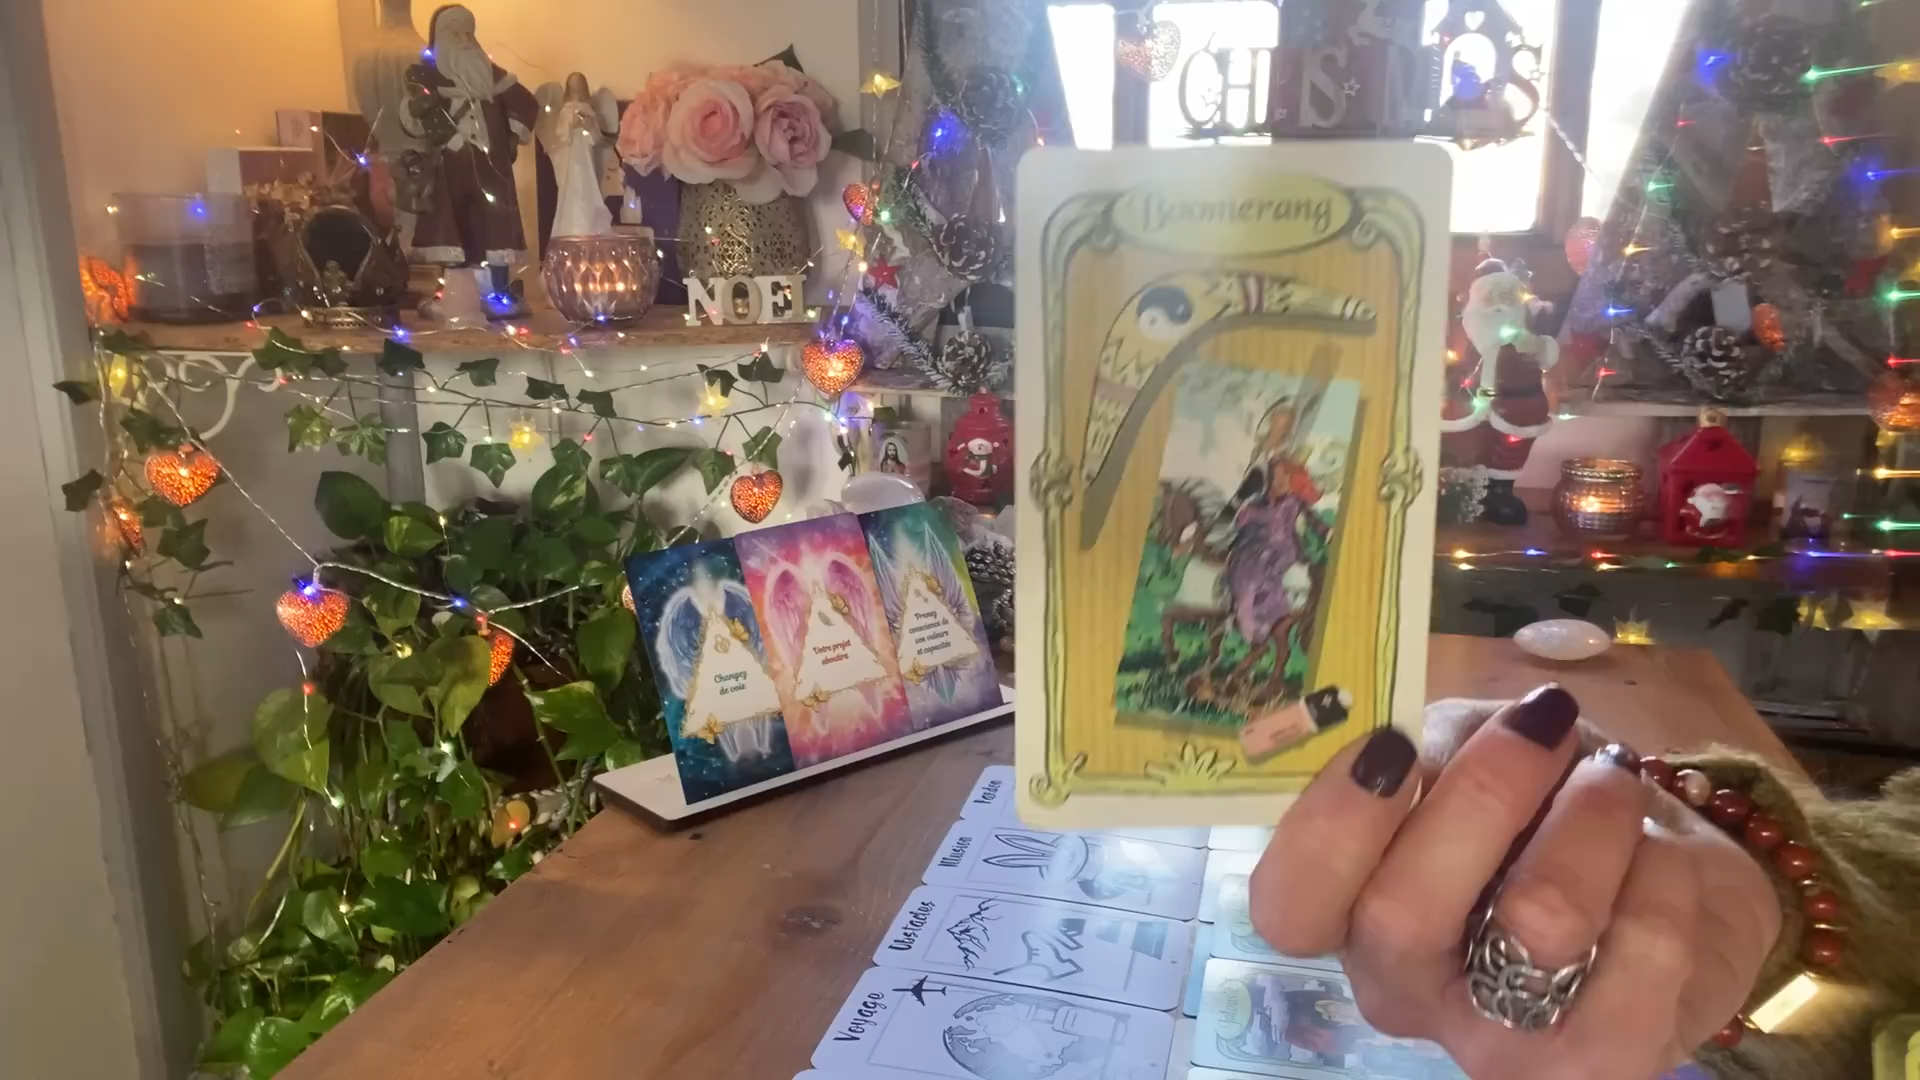 CHRISTMAS
NOEL
Boomerang
Changez
de voie
Votre projet
aboutira
Prenez
conscience de
vos valeurs
et capacités
Pardon
Illusion
Obstacles
Voyage